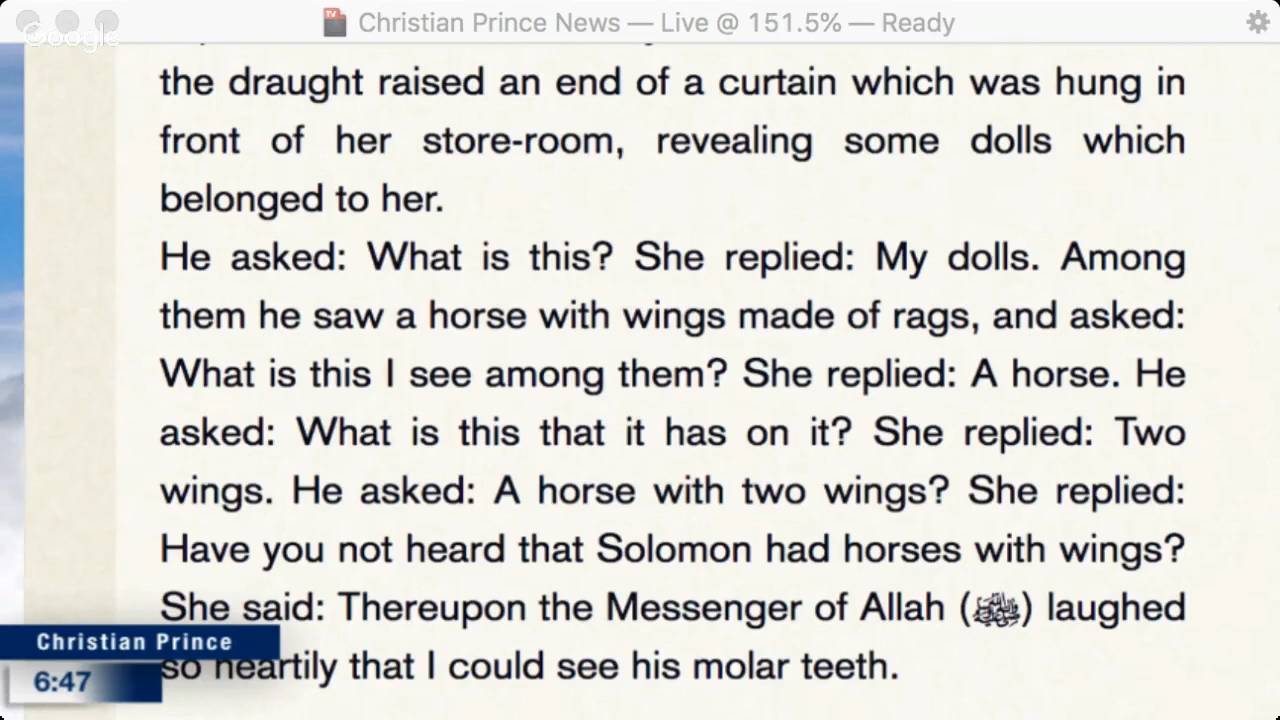 Christian Prince News — Live @ 151.5% — Ready
Google
the draught raised an end of a curtain which was hung in
front of her store-room, revealing some dolls which
belonged to her.
He asked: What is this? She replied: My dolls. Among
them he saw a horse with wings made of rags, and asked:
What is this I see among them? She replied: A horse. He
asked: What is this that it has on it? She replied: Two
wings. He asked: A horse with two wings? She replied:
Have you not heard that Solomon had horses with wings?
She said: Thereupon the Messenger of Allah (ﷺ) laughed
so heartily that I could see his molar teeth.
Christian Prince
6:47